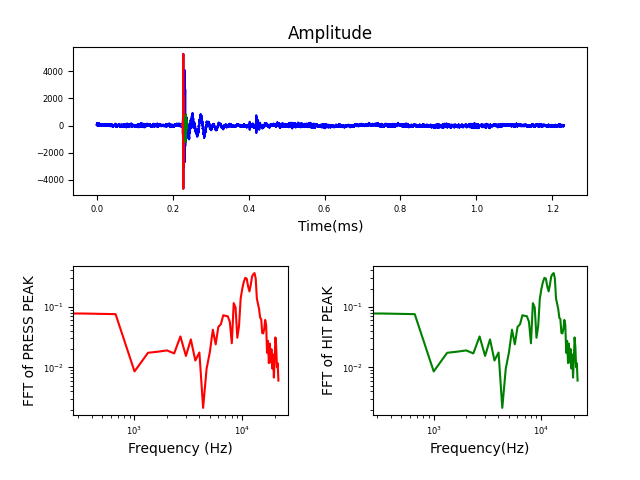 Amplitude
4000
2000
0
−2000
−4000
0.0 0.2 0.4 0.6 0.8 1.0 1.2
Time(ms)
FFT of PRESS PEAK
10⁻¹
10⁻²
10³ 10⁴
Frequency (Hz)
FFT of HIT PEAK
10⁻¹
10⁻²
10³ 10⁴
Frequency(Hz)